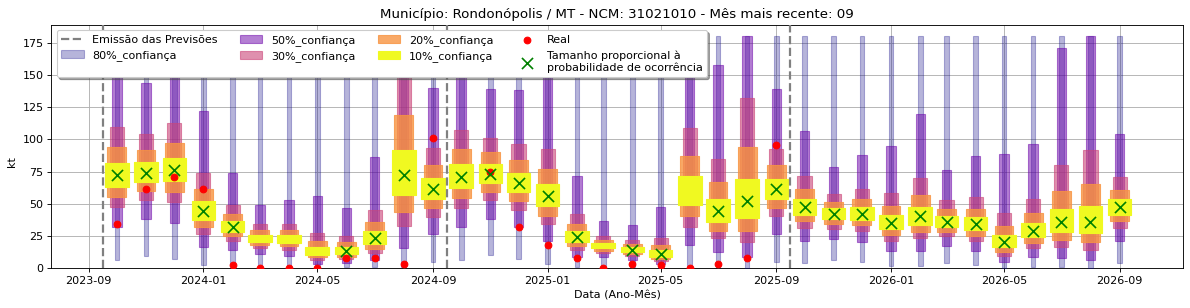 Município: Rondonópolis / MT - NCM: 31021010 - Mês mais recente: 09
Emissão das Previsões
80%_confiança
50%_confiança
30%_confiança
20%_confiança
10%_confiança
Real
Tamanho proporcional à
probabilidade de ocorrência
kt
175
150
125
100
75
50
25
0
2023-09
2024-01
2024-05
2024-09
2025-01
2025-05
2025-09
2026-01
2026-05
2026-09
Data (Ano-Mês)